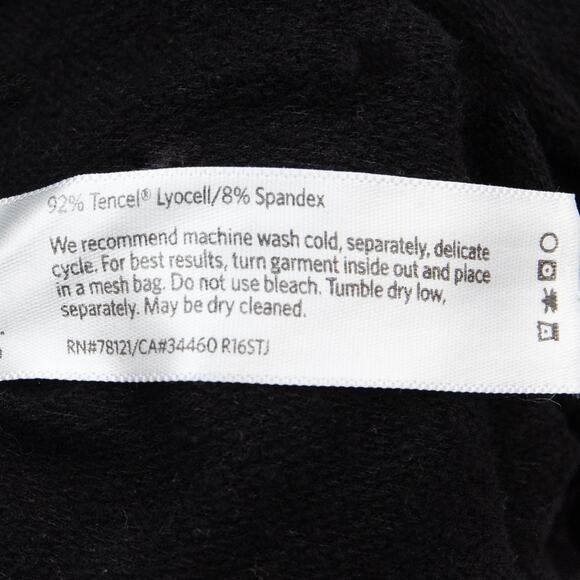 92% Tencel® Lyocell/8% Spandex
We recommend machine wash cold, separately, delicate
cycle. For best results, turn garment inside out and place
in a mesh bag. Do not use bleach. Tumble dry low,
separately. May be dry cleaned.
RN#78121/CA#34460 R16STJ